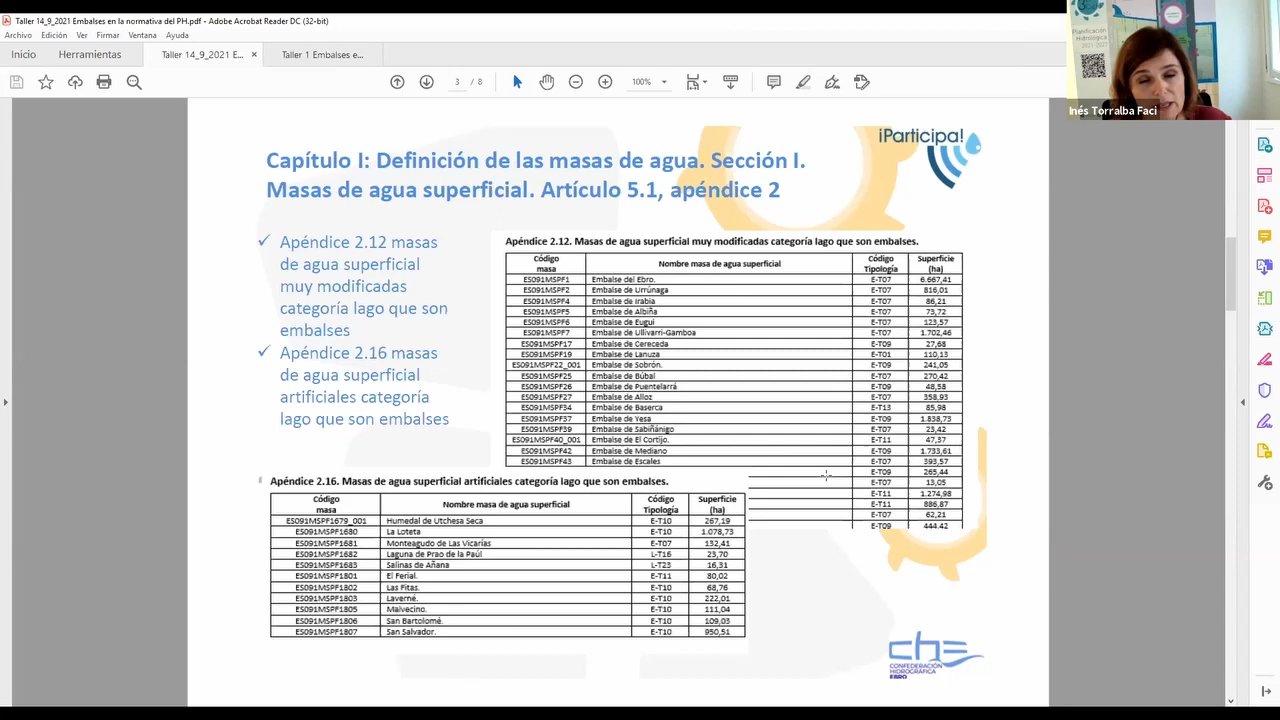 Taller 14_9_2021 Embalses en la normativa del PH.pdf - Adobe Acrobat Reader DC (32-bit)
Archivo Edición Ver Firmar Ventana Ayuda
Inicio Herramientas Taller 14_9_2021 E... × Taller 1 Embalses e...
3 / 8 100%
Planificación
Hidrológica
2021-2027
Inés Torralba Faci
¡Participa!
Capítulo I: Definición de las masas de agua. Sección I.
Masas de agua superficial. Artículo 5.1, apéndice 2
✓ Apéndice 2.12 masas
de agua superficial
muy modificadas
categoría lago que son
embalses
✓ Apéndice 2.16 masas
de agua superficial
artificiales categoría
lago que son embalses
Apéndice 2.12. Masas de agua superficial muy modificadas categoría lago que son embalses.
Código masa Nombre masa de agua superficial Código Tipología Superficie (ha)
ES091MSPF1 Embalse del Ebro. E-T07 6.667,41
ES091MSPF2 Embalse de Urrúnaga E-T07 816,01
ES091MSPF4 Embalse de Irabia E-T07 86,21
ES091MSPF5 Embalse de Albiña E-T07 73,72
ES091MSPF6 Embalse de Eugui E-T07 123,57
ES091MSPF7 Embalse de Ullivarri-Gamboa E-T07 1.702,46
ES091MSPF17 Embalse de Cereceda E-T09 27,68
ES091MSPF19 Embalse de Lanuza E-T01 110,13
ES091MSPF22_001 Embalse de Sobrón. E-T09 241,05
ES091MSPF25 Embalse de Búbal E-T07 270,42
ES091MSPF26 Embalse de Puentelarrá E-T09 48,58
ES091MSPF27 Embalse de Alloz E-T07 358,93
ES091MSPF34 Embalse de Baserca E-T13 85,98
ES091MSPF37 Embalse de Yesa E-T09 1.838,73
ES091MSPF39 Embalse de Sabiñánigo E-T07 23,42
ES091MSPF40_001 Embalse de El Cortijo. E-T11 47,37
ES091MSPF42 Embalse de Mediano E-T09 1.733,61
ES091MSPF43 Embalse de Escales E-T07 393,57
E-T09 265,44
E-T07 13,05
E-T11 1.274,98
E-T11 886,87
E-T07 62,21
E-T09 444,42
Apéndice 2.16. Masas de agua superficial artificiales categoría lago que son embalses.
Código masa Nombre masa de agua superficial Código Tipología Superficie (ha)
ES091MSPF1679_001 Humedal de Utchesa Seca E-T10 267,19
ES091MSPF1680 La Loteta E-T10 1.078,73
ES091MSPF1681 Monteagudo de Las Vicarías E-T07 132,41
ES091MSPF1682 Laguna de Prao de la Paúl L-T16 23,70
ES091MSPF1683 Salinas de Añana L-T23 16,31
ES091MSPF1801 El Ferial. E-T11 80,02
ES091MSPF1802 Las Fitas. E-T10 68,76
ES091MSPF1803 Laverné. E-T10 222,01
ES091MSPF1805 Malvecino. E-T10 111,04
ES091MSPF1806 San Bartolomé. E-T10 109,03
ES091MSPF1807 San Salvador. E-T10 950,51
che
CONFEDERACIÓN
HIDROGRÁFICA
EBRO